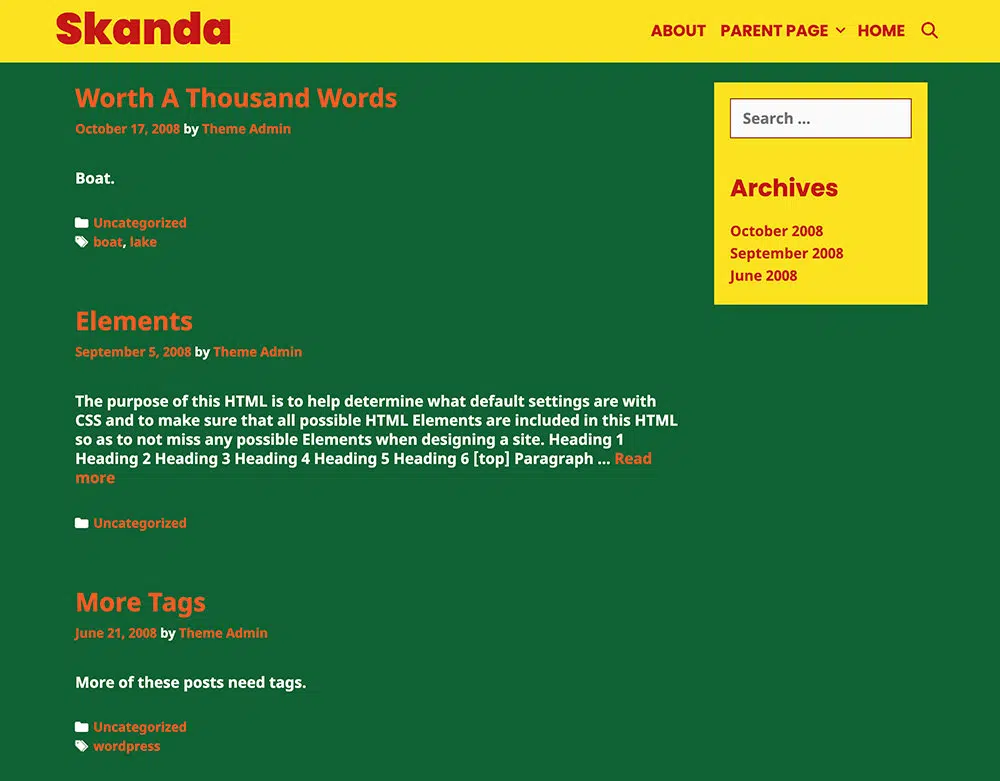 Skanda
ABOUT PARENT PAGE HOME
Worth A Thousand Words
October 17, 2008 by Theme Admin
Boat.
Uncategorized
boat, lake
Elements
September 5, 2008 by Theme Admin
The purpose of this HTML is to help determine what default settings are with
CSS and to make sure that all possible HTML Elements are included in this HTML
so as to not miss any possible Elements when designing a site. Heading 1
Heading 2 Heading 3 Heading 4 Heading 5 Heading 6 [top] Paragraph ... Read
more
Uncategorized
More Tags
June 21, 2008 by Theme Admin
More of these posts need tags.
Uncategorized
wordpress
Search ...
Archives
October 2008
September 2008
June 2008